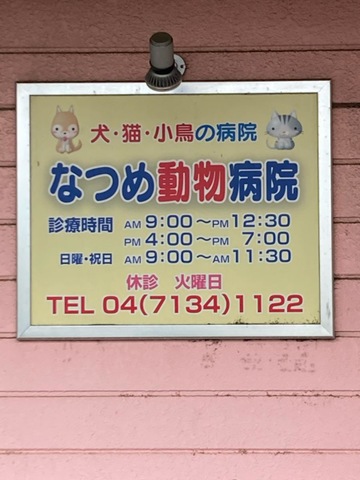 犬・猫・小鳥の病院
なつめ動物病院
診療時間 AM 9:00〜PM 12:30
PM 4:00〜PM 7:00
日曜・祝日 AM 9:00〜AM 11:30
休診 火曜日
TEL 04(7134)1122